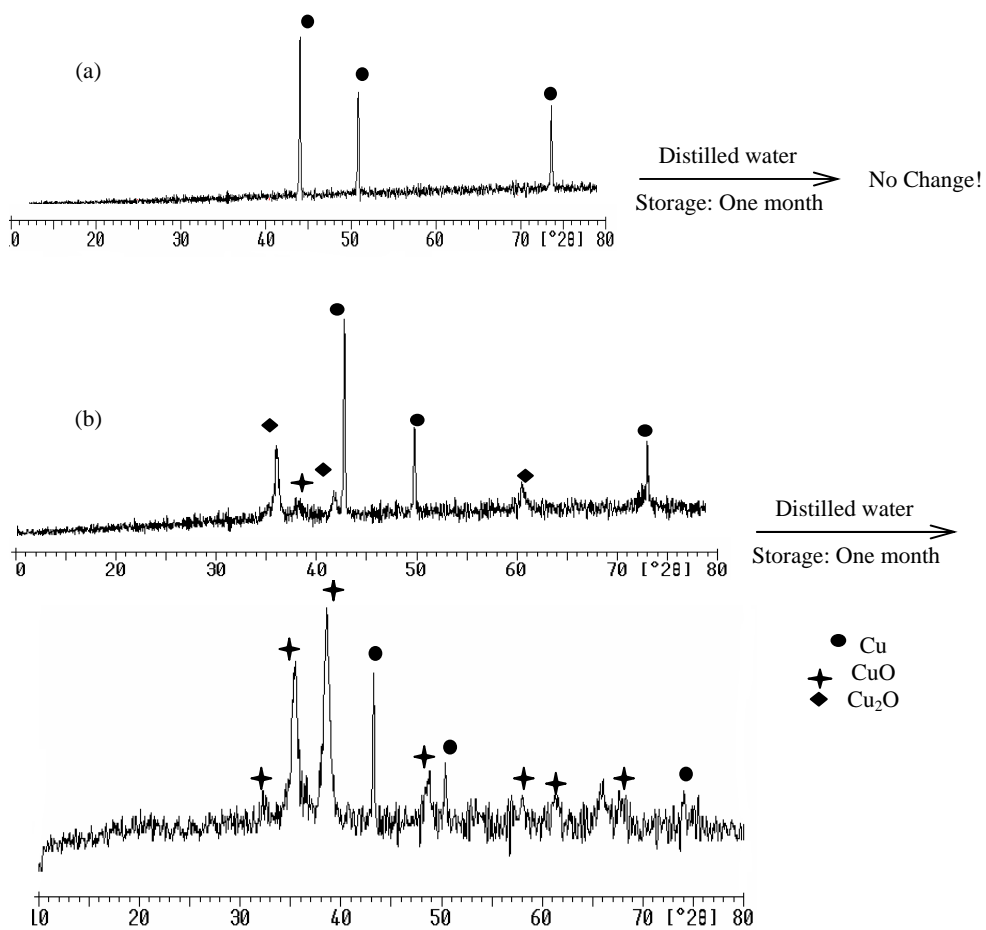 (a)
Distilled water
Storage: One month
No Change!
:0 20 30 40 50 60 70 [°2θ] 80
(b)
Distilled water
Storage: One month
:0 20 30 40 50 60 70 [°2θ] 80
Cu
CuO
Cu₂O
10 20 30 40 50 60 70 [°2θ] 80